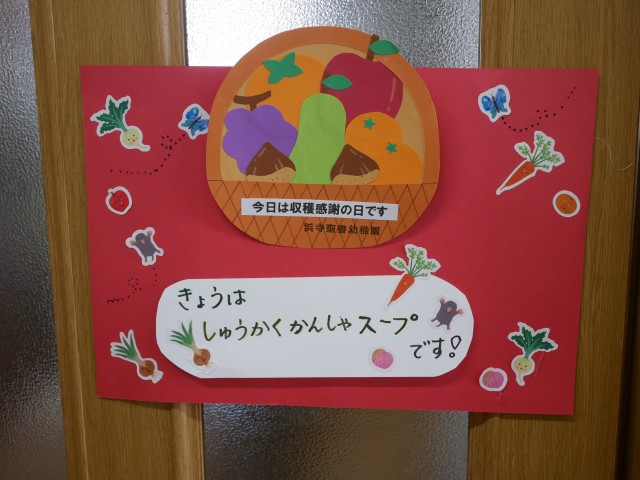 今日は収穫感謝の日です
浜寺聖書幼稚園
きょうは
しゅうかくかんしゃスープ
です!